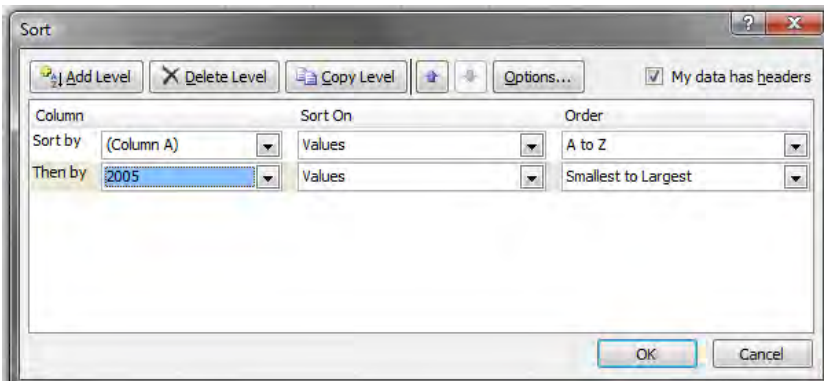 Sort
Add Level Delete Level Copy Level Options... My data has headers
Column Sort On Order
Sort by (Column A) Values A to Z
Then by 2005 Values Smallest to Largest
OK Cancel